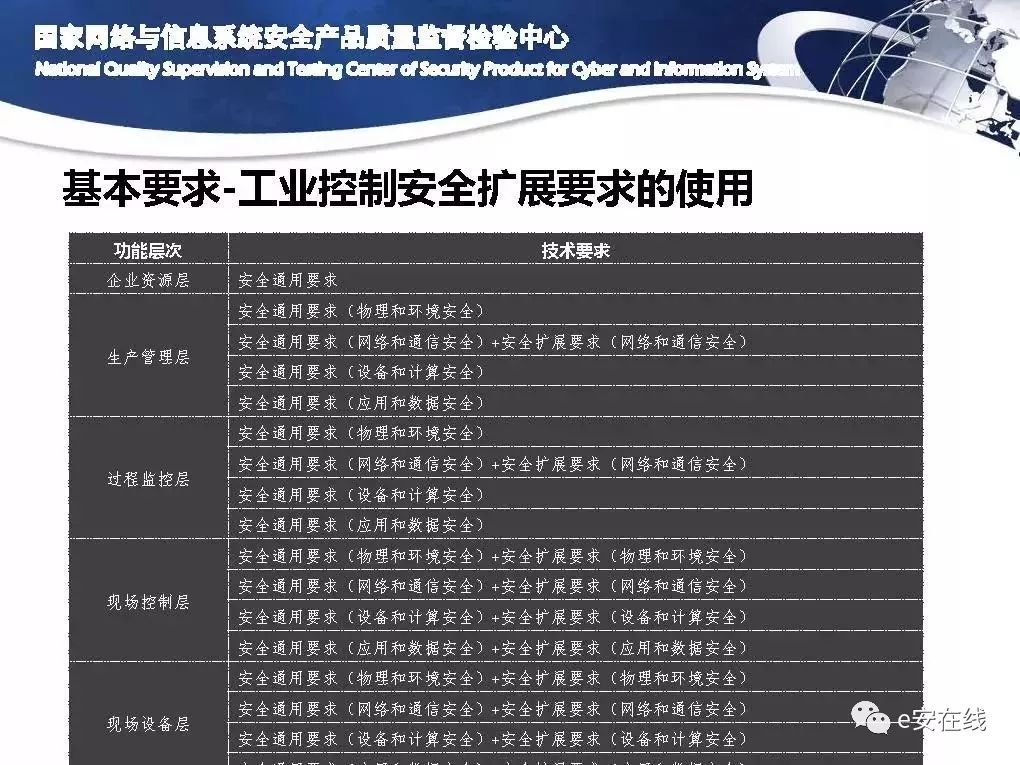 国家网络与信息系统安全产品质量监督检验中心
National Quality Supervision and Testing Center of Security Product for Cyber and Information System
基本要求-工业控制安全扩展要求的使用
功能层次 技术要求
企业资源层 安全通用要求
生产管理层
安全通用要求（物理和环境安全）
安全通用要求（网络和通信安全）+安全扩展要求（网络和通信安全）
安全通用要求（设备和计算安全）
安全通用要求（应用和数据安全）
过程监控层
安全通用要求（物理和环境安全）
安全通用要求（网络和通信安全）+安全扩展要求（网络和通信安全）
安全通用要求（设备和计算安全）
安全通用要求（应用和数据安全）
现场控制层
安全通用要求（物理和环境安全）+安全扩展要求（物理和环境安全）
安全通用要求（网络和通信安全）+安全扩展要求（网络和通信安全）
安全通用要求（设备和计算安全）+安全扩展要求（设备和计算安全）
安全通用要求（应用和数据安全）+安全扩展要求（应用和数据安全）
现场设备层
安全通用要求（物理和环境安全）+安全扩展要求（物理和环境安全）
安全通用要求（网络和通信安全）+安全扩展要求（网络和通信安全）
安全通用要求（设备和计算安全）+安全扩展要求（设备和计算安全）
e安在线